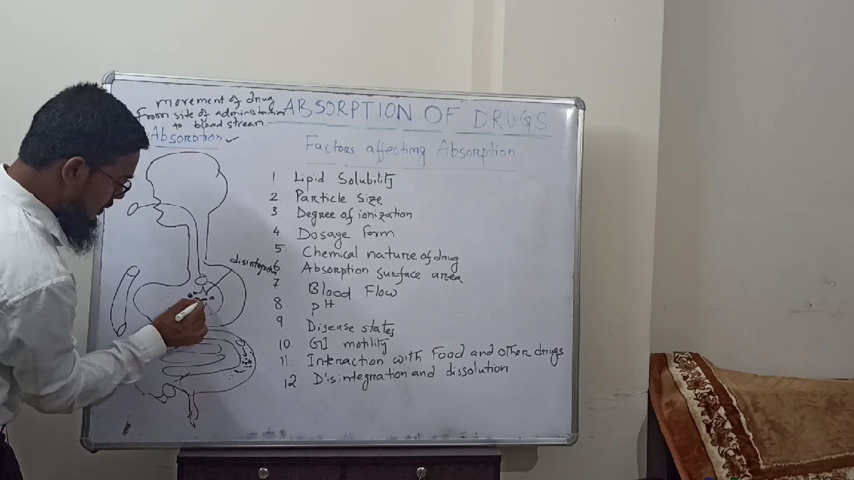 movement of drug
from site of administration
to blood stream
Absorption
ABSORPTION OF DRUGS
Factors affecting Absorption
1 Lipid Solubility
2 Particle Size
3 Degree of ionization
4 Dosage form
5 Chemical nature of drug
6 Absorption surface area
7 Blood Flow
8. pH
9. Disease states
10 GI motility
11 Interaction with Food and other drugs
12 Disintegration and dissolution